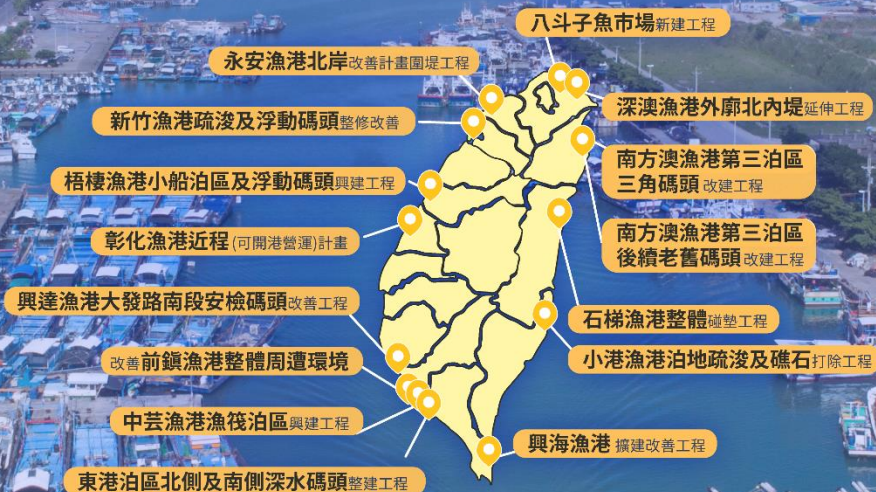 八斗子魚市場新建工程
永安漁港北岸改善計畫圍堤工程
深澳漁港外廓北內堤延伸工程
新竹漁港疏浚及浮動碼頭整修改善
南方澳漁港第三泊區
三角碼頭 改建工程
梧棲漁港小船泊區及浮動碼頭興建工程
南方澳漁港第三泊區
後續老舊碼頭 改建工程
彰化漁港近程(可開港營運)計畫
興達漁港大發路南段安檢碼頭改善工程
石梯漁港整體碰墊工程
改善前鎮漁港整體周遭環境
小港漁港泊地疏浚及礁石打除工程
中芸漁港漁筏泊區興建工程
興海漁港 擴建改善工程
東港泊區北側及南側深水碼頭整建工程